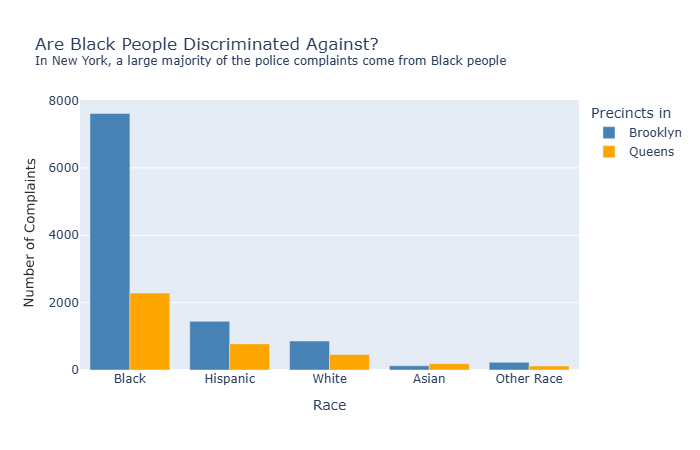 Are Black People Discriminated Against?
In New York, a large majority of the police complaints come from Black people
Precincts in
Brooklyn
Queens
Number of Complaints
8000
6000
4000
2000
0
Black Hispanic White Asian Other Race
Race